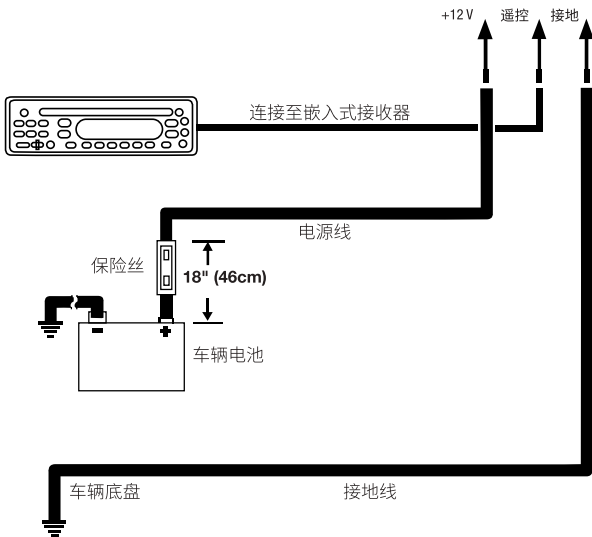 +12 V 遥控 接地
连接至嵌入式接收器
电源线
保险丝
18" (46cm)
车辆电池
车辆底盘 接地线